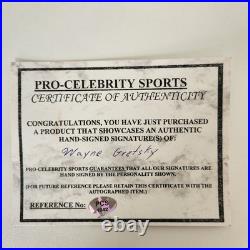 PRO-CELEBRITY SPORTS
CERTIFICATE OF AUTHENTICITY
CONGRATULATIONS, YOU HAVE JUST PURCHASED
A PRODUCT THAT SHOWCASES AN AUTHENTIC
HAND-SIGNED SIGNATURE(S) OF:
Wayne Gretzky
PRO-CELEBRITY SPORTS GUARANTEES THAT ALL OUR SIGNATURES ARE
HAND SIGNED BY THE PERSONALITY SHOWN.
(FOR FUTURE REFERENCE PLEASE RETAIN THIS CERTIFICATE WITH THE
AUTOGRAPHED ITEM.)
REFERENCE No:
PCS